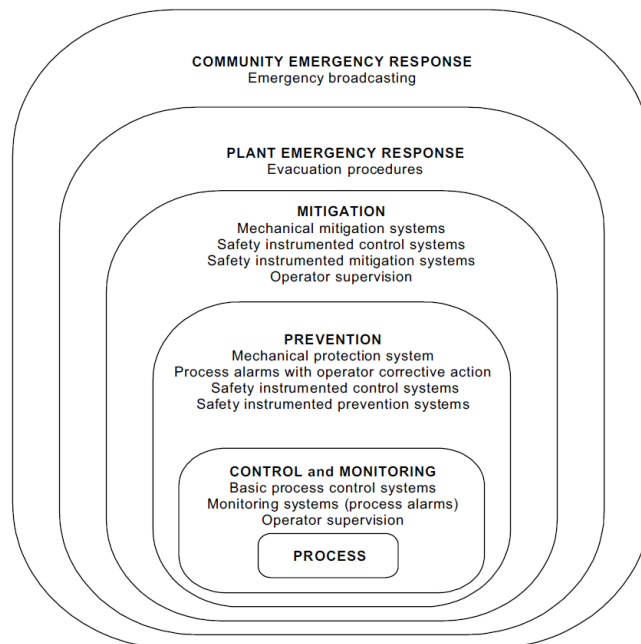 COMMUNITY EMERGENCY RESPONSE
Emergency broadcasting
PLANT EMERGENCY RESPONSE
Evacuation procedures
MITIGATION
Mechanical mitigation systems
Safety instrumented control systems
Safety instrumented mitigation systems
Operator supervision
PREVENTION
Mechanical protection system
Process alarms with operator corrective action
Safety instrumented control systems
Safety instrumented prevention systems
CONTROL and MONITORING
Basic process control systems
Monitoring systems (process alarms)
Operator supervision
PROCESS